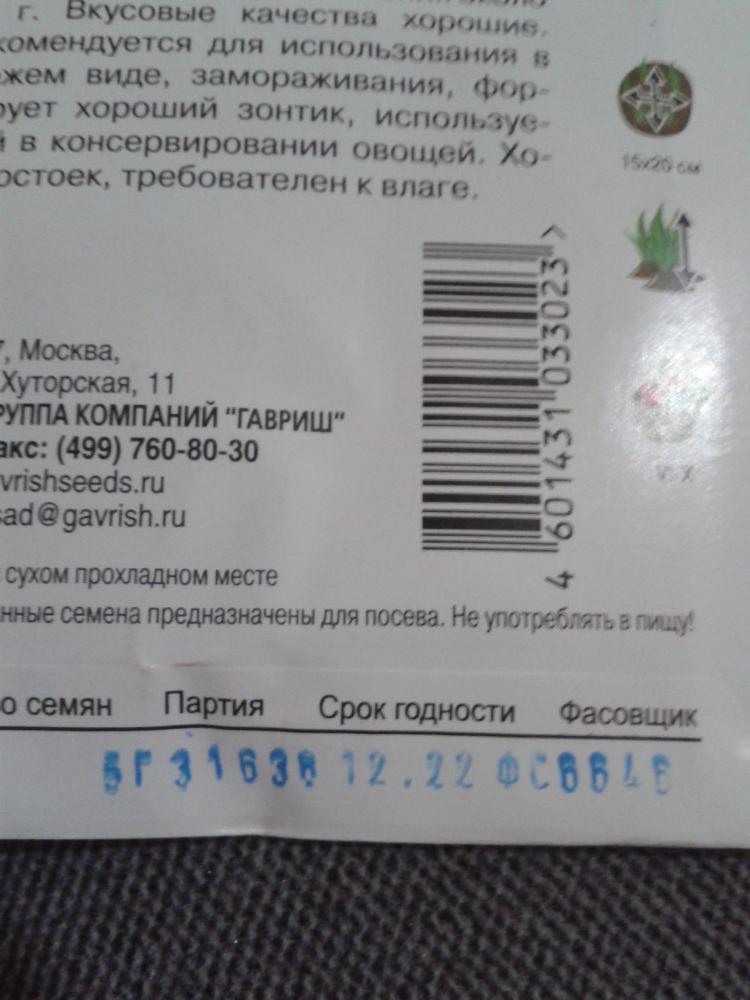 г. Вкусовые качества хорошие.
комендуется для использования в
жем виде, замораживания, фор-
рует хороший зонтик, используе-
й в консервировании овощей. Хо-
остоек, требователен к влаге.
15х20 см
7, Москва,
Хуторская, 11
РУППА КОМПАНИЙ "ГАВРИШ"
акс: (499) 760-80-30
vrishseeds.ru
sad@gavrish.ru
4 601431 033023 >
V X
сухом прохладном месте
нные семена предназначены для посева. Не употреблять в пищу!
о семян Партия Срок годности Фасовщик
12.22